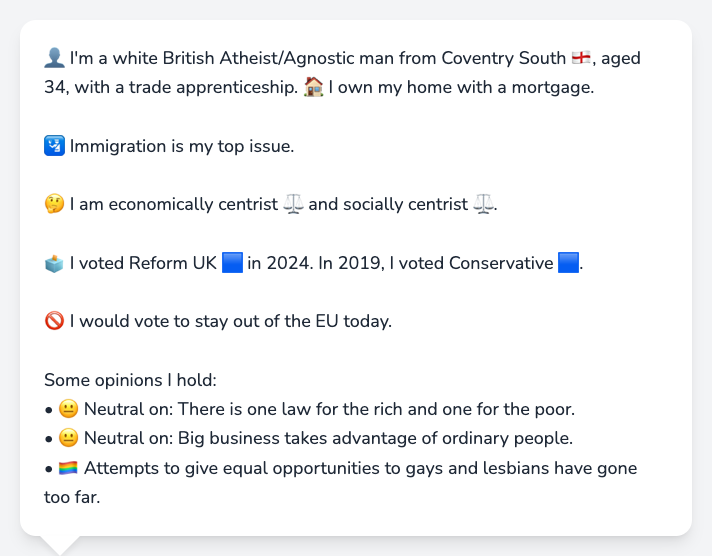 👤 I'm a white British Atheist/Agnostic man from Coventry South 🏴󠁧󠁢󠁥󠁮󠁧󠁿, aged
34, with a trade apprenticeship. 🏠 I own my home with a mortgage.
🛂 Immigration is my top issue.
🤔 I am economically centrist ⚖️ and socially centrist ⚖️.
🗳️ I voted Reform UK 🟦 in 2024. In 2019, I voted Conservative 🟦.
🚫 I would vote to stay out of the EU today.
Some opinions I hold:
• 😐 Neutral on: There is one law for the rich and one for the poor.
• 😐 Neutral on: Big business takes advantage of ordinary people.
• 🏳️‍🌈 Attempts to give equal opportunities to gays and lesbians have gone
too far.